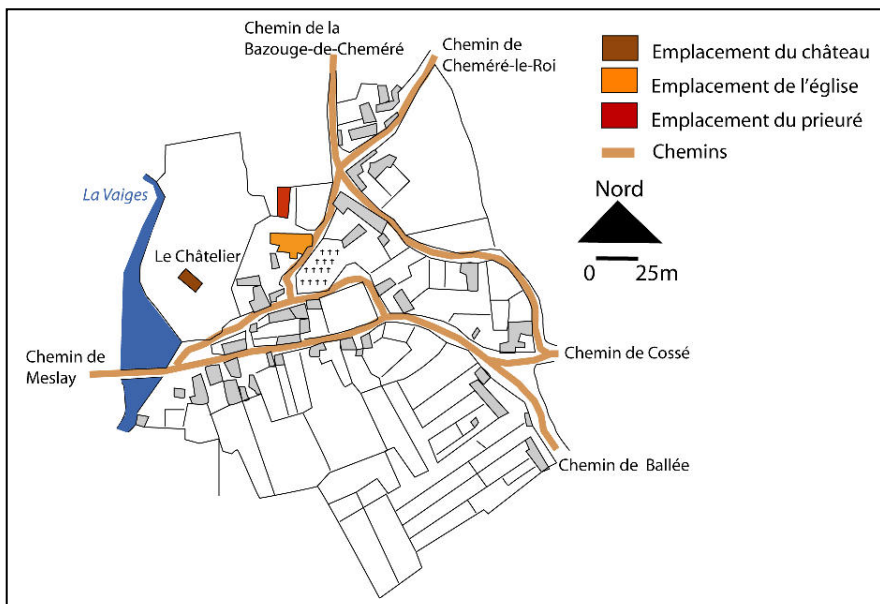 Chemin de la
Bazouge-de-Cheméré
Chemin de
Cheméré-le-Roi
Emplacement du château
Emplacement de l'église
Emplacement du prieuré
Chemins
Nord
0 25m
La Vaiges
Le Châtelier
Chemin de
Meslay
Chemin de Cossé
Chemin de Ballée